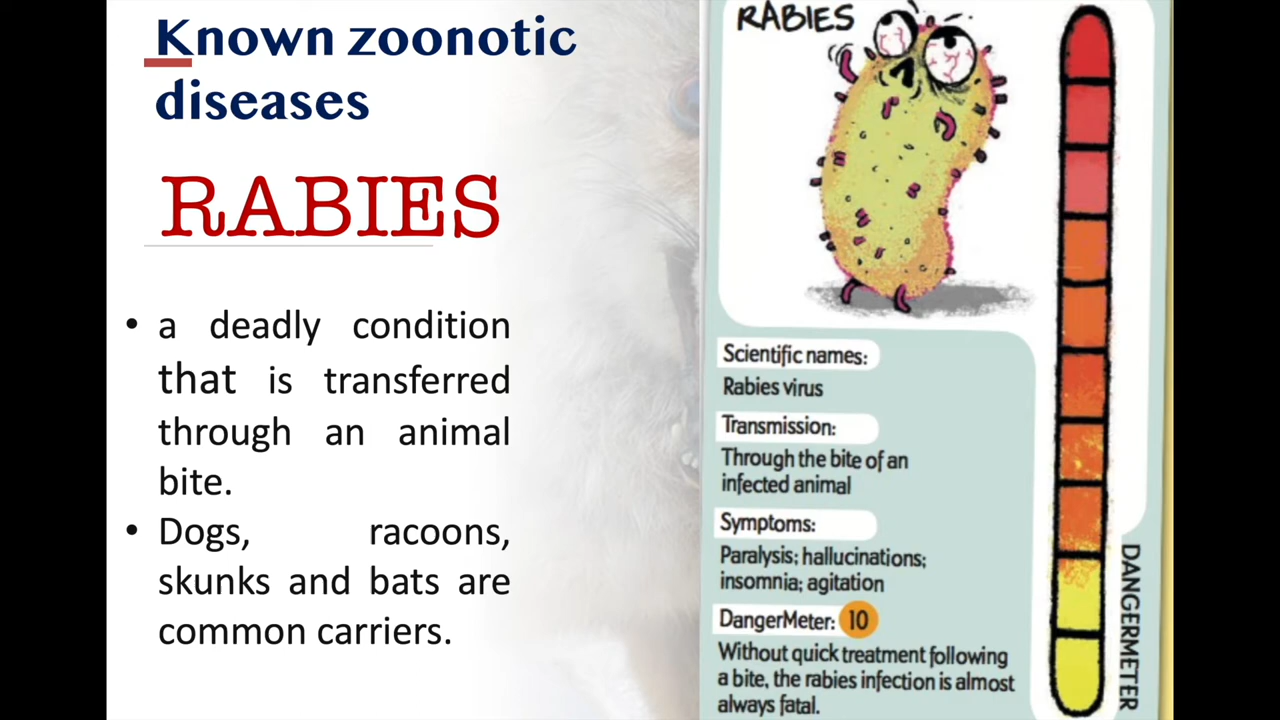 Known zoonotic
diseases
RABIES
• a deadly condition
that is transferred
through an animal
bite.
• Dogs, racoons,
skunks and bats are
common carriers.
RABIES
Scientific names:
Rabies virus
Transmission:
Through the bite of an
infected animal
Symptoms:
Paralysis; hallucinations;
insomnia; agitation
DangerMeter: 10
Without quick treatment following
a bite, the rabies infection is almost
always fatal.
DANGERMETER